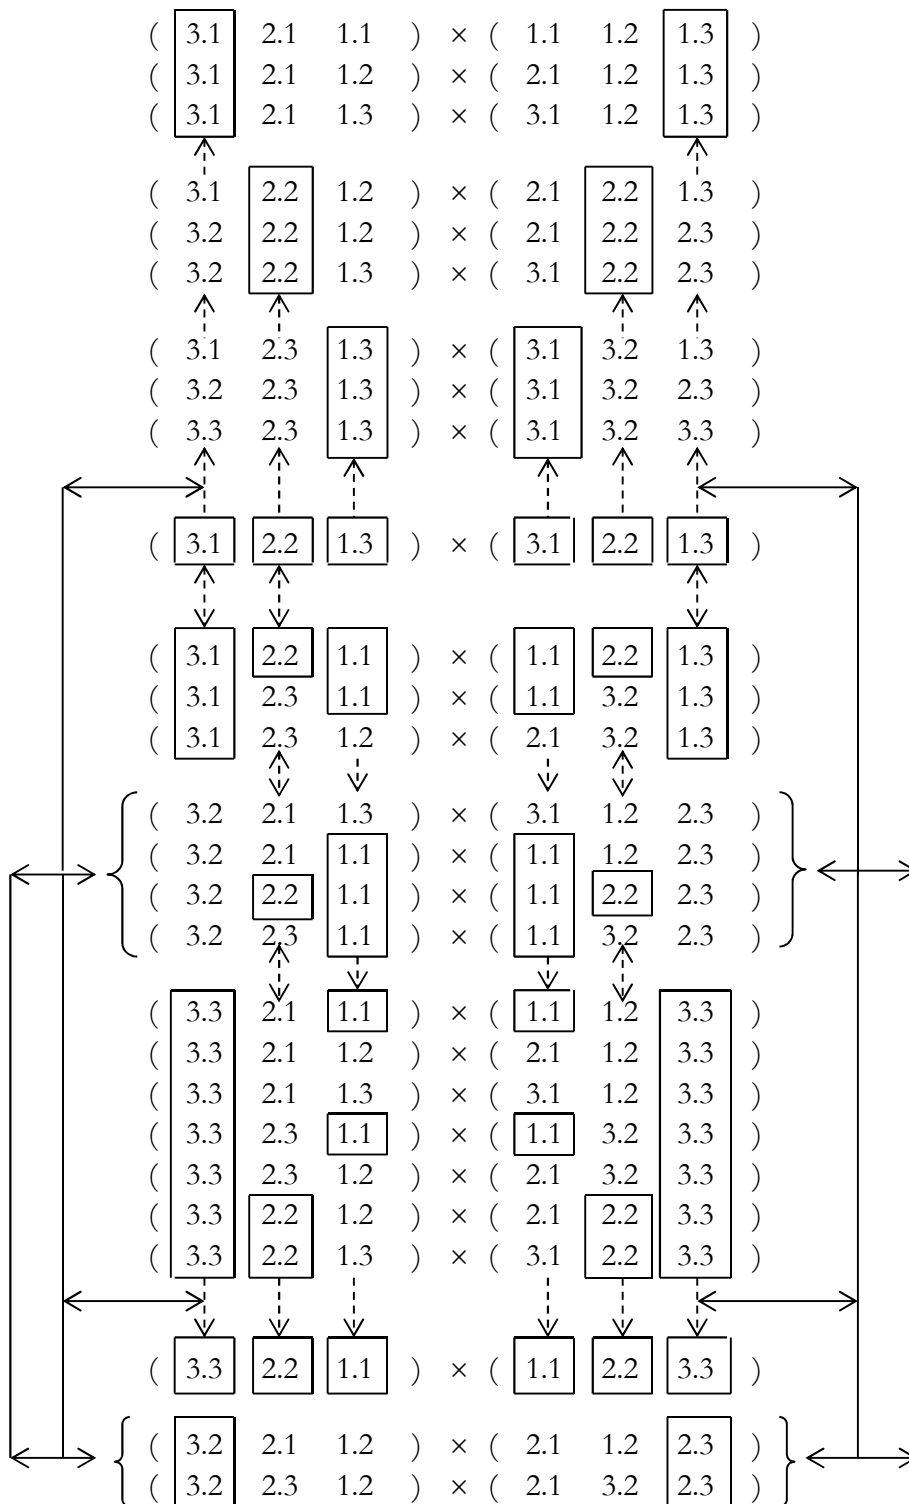 ( 3.1 2.1 1.1 ) × ( 1.1 1.2 1.3 )
( 3.1 2.1 1.2 ) × ( 2.1 1.2 1.3 )
( 3.1 2.1 1.3 ) × ( 3.1 1.2 1.3 )
( 3.1 2.2 1.2 ) × ( 2.1 2.2 1.3 )
( 3.2 2.2 1.2 ) × ( 2.1 2.2 2.3 )
( 3.2 2.2 1.3 ) × ( 3.1 2.2 2.3 )
( 3.1 2.3 1.3 ) × ( 3.1 3.2 1.3 )
( 3.2 2.3 1.3 ) × ( 3.1 3.2 2.3 )
( 3.3 2.3 1.3 ) × ( 3.1 3.2 3.3 )
( 3.1 2.2 1.3 ) × ( 3.1 2.2 1.3 )
( 3.1 2.2 1.1 ) × ( 1.1 2.2 1.3 )
( 3.1 2.3 1.1 ) × ( 1.1 3.2 1.3 )
( 3.1 2.3 1.2 ) × ( 2.1 3.2 1.3 )
( 3.2 2.1 1.3 ) × ( 3.1 1.2 2.3 )
( 3.2 2.1 1.1 ) × ( 1.1 1.2 2.3 )
( 3.2 2.2 1.1 ) × ( 1.1 2.2 2.3 )
( 3.2 2.3 1.1 ) × ( 1.1 3.2 2.3 )
( 3.3 2.1 1.1 ) × ( 1.1 1.2 3.3 )
( 3.3 2.1 1.2 ) × ( 2.1 1.2 3.3 )
( 3.3 2.1 1.3 ) × ( 3.1 1.2 3.3 )
( 3.3 2.3 1.1 ) × ( 1.1 3.2 3.3 )
( 3.3 2.3 1.2 ) × ( 2.1 3.2 3.3 )
( 3.3 2.2 1.2 ) × ( 2.1 2.2 3.3 )
( 3.3 2.2 1.3 ) × ( 3.1 2.2 3.3 )
( 3.3 2.2 1.1 ) × ( 1.1 2.2 3.3 )
( 3.2 2.1 1.2 ) × ( 2.1 1.2 2.3 )
( 3.2 2.3 1.2 ) × ( 2.1 3.2 2.3 )